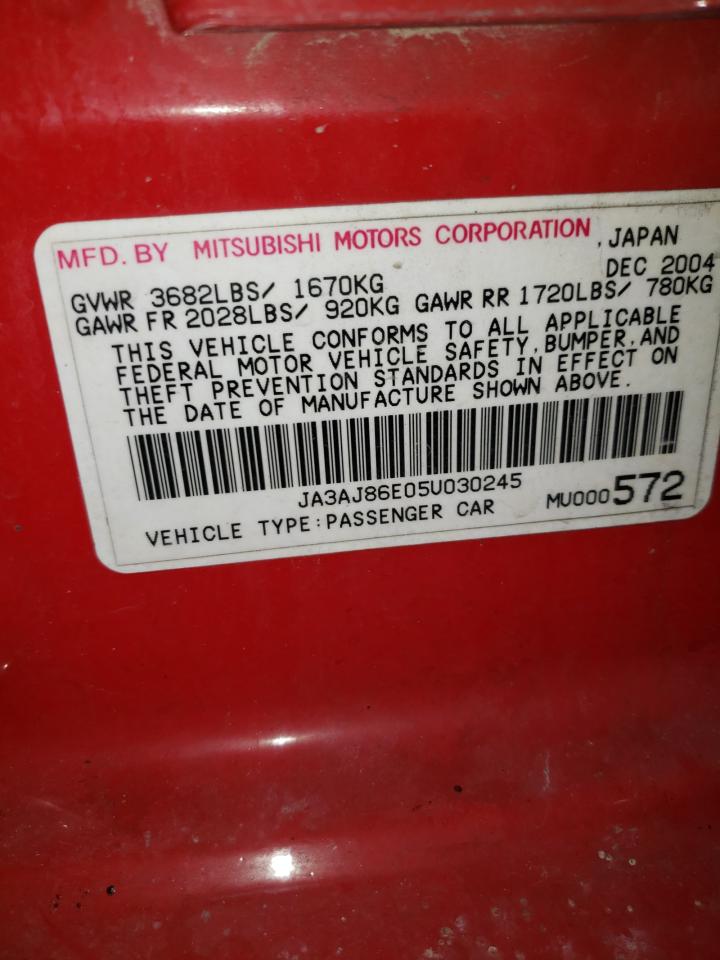 MFD. BY MITSUBISHI MOTORS CORPORATION, JAPAN
DEC 2004
GVWR 3682LBS/ 1670KG
GAWR FR 2028LBS/ 920KG GAWR RR 1720LBS/ 780KG
THIS VEHICLE CONFORMS TO ALL APPLICABLE
FEDERAL MOTOR VEHICLE SAFETY, BUMPER, AND
THEFT PREVENTION STANDARDS IN EFFECT ON
THE DATE OF MANUFACTURE SHOWN ABOVE.
JA3AJ86E05U030245
VEHICLE TYPE:PASSENGER CAR MU000572